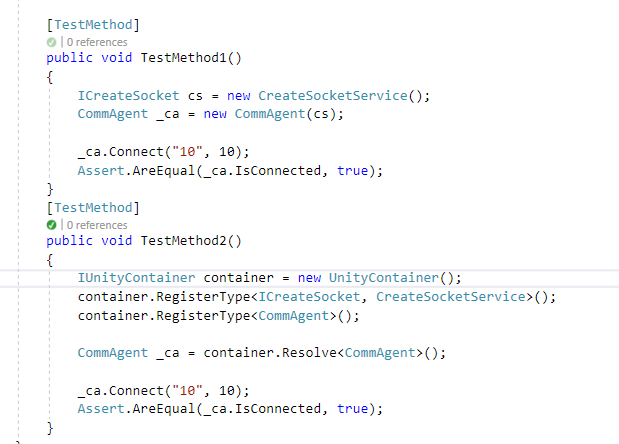 [TestMethod]
| 0 references
public void TestMethod1()
{
ICreateSocket cs = new CreateSocketService();
CommAgent _ca = new CommAgent(cs);
_ca.Connect("10", 10);
Assert.AreEqual(_ca.IsConnected, true);
}
[TestMethod]
| 0 references
public void TestMethod2()
{
IUnityContainer container = new UnityContainer();
container.RegisterType<ICreateSocket, CreateSocketService>();
container.RegisterType<CommAgent>();
CommAgent _ca = container.Resolve<CommAgent>();
_ca.Connect("10", 10);
Assert.AreEqual(_ca.IsConnected, true);
}